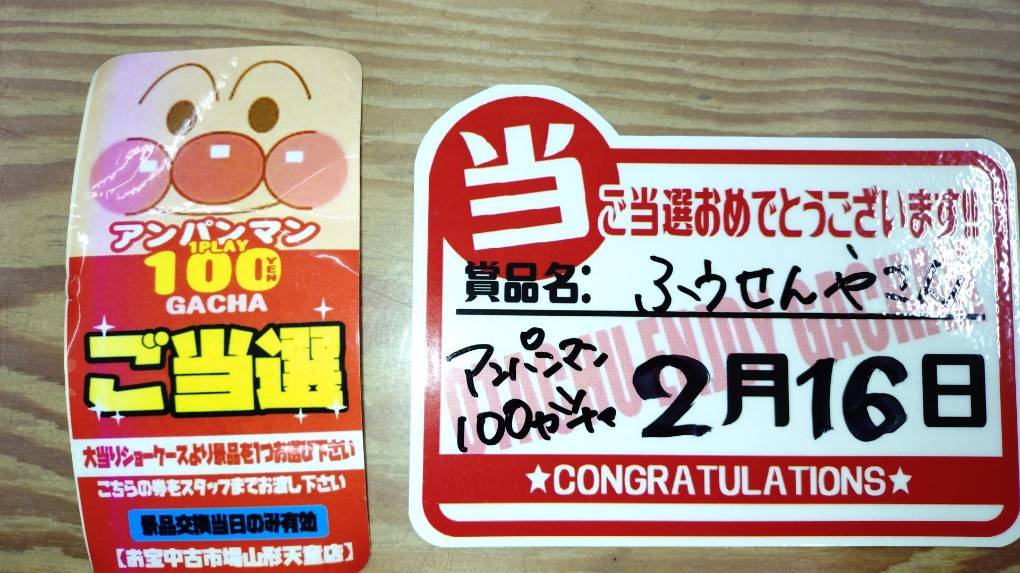 アンパンマン
1PLAY
100YEN
GACHA
ご当選
大当りショーケースより景品を1つお選び下さい
こちらの券をスタッフまでお渡し下さい
景品交換当日のみ有効
【お宝中古市場山形天童店】
当
ご当選おめでとうございます!!
賞品名:
ふうせんやさん
アンパンマン
100ガシャ
2月16日
★CONGRATULATIONS★